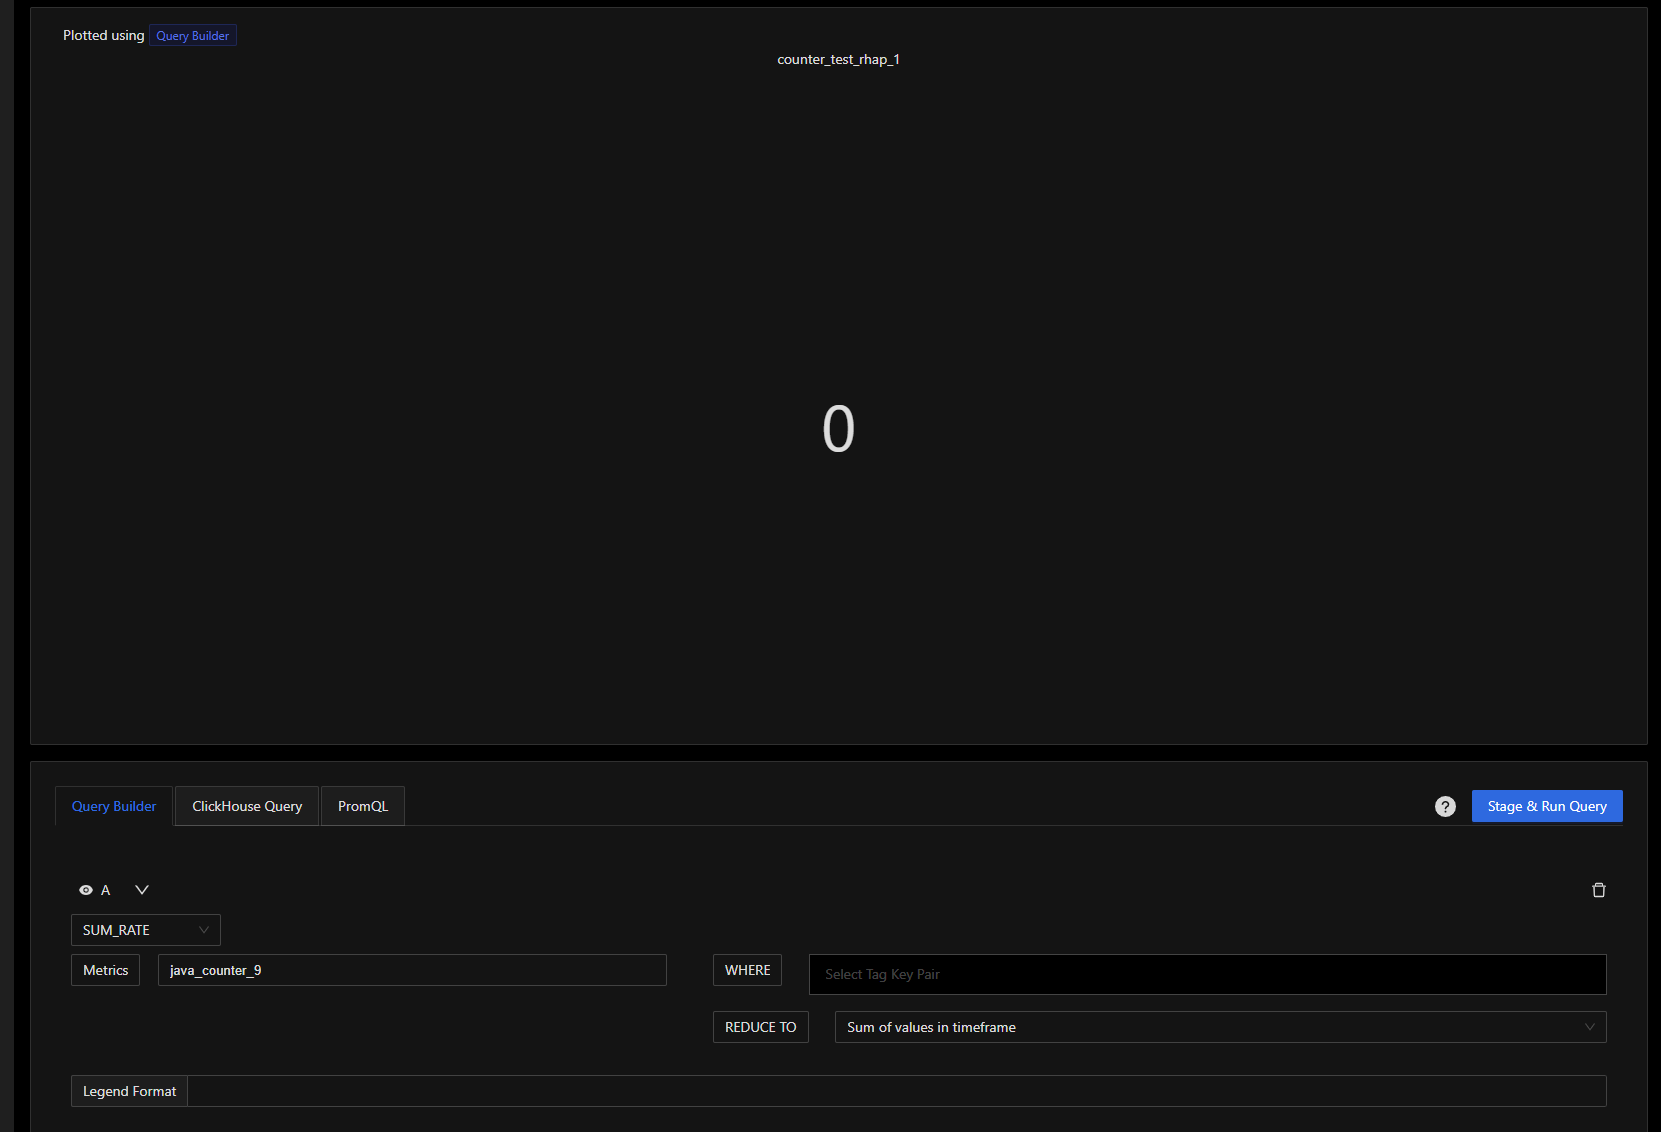 Plotted using Query Builder
counter_test_rhap_1
0
Query Builder ClickHouse Query PromQL ? Stage & Run Query
A
SUM_RATE
Metrics java_counter_9 WHERE Select Tag Key Pair
REDUCE TO Sum of values in timeframe
Legend Format